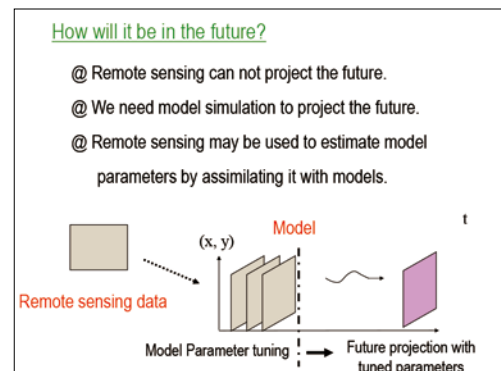 How will it be in the future?
@ Remote sensing can not project the future.
@ We need model simulation to project the future.
@ Remote sensing may be used to estimate model
parameters by assimilating it with models.
Model
t
(x, y)
Remote sensing data
Model Parameter tuning
Future projection with
tuned parameters